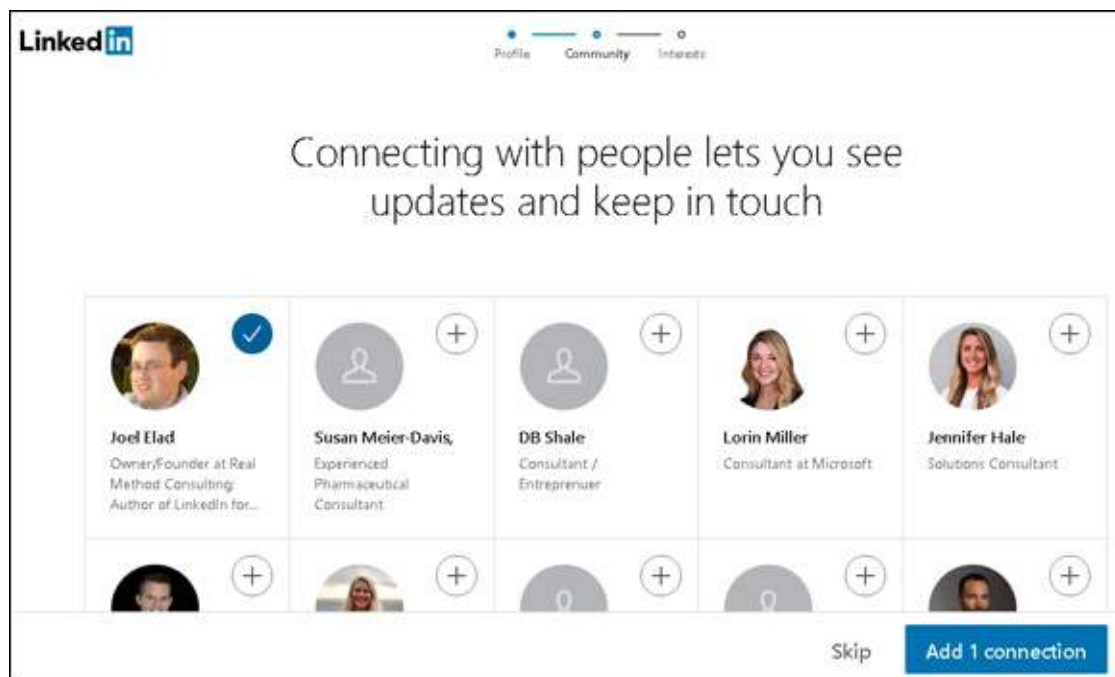 Linked in
Profile Community Interests
Connecting with people lets you see
updates and keep in touch
Joel Elad
Owner/Founder at Real
Method Consulting;
Author of LinkedIn for...
Susan Meier-Davis,
Experienced
Pharmaceutical
Consultant
DB Shale
Consultant /
Entreprenuer
Lorin Miller
Consultant at Microsoft
Jennifer Hale
Solutions Consultant
Skip
Add 1 connection